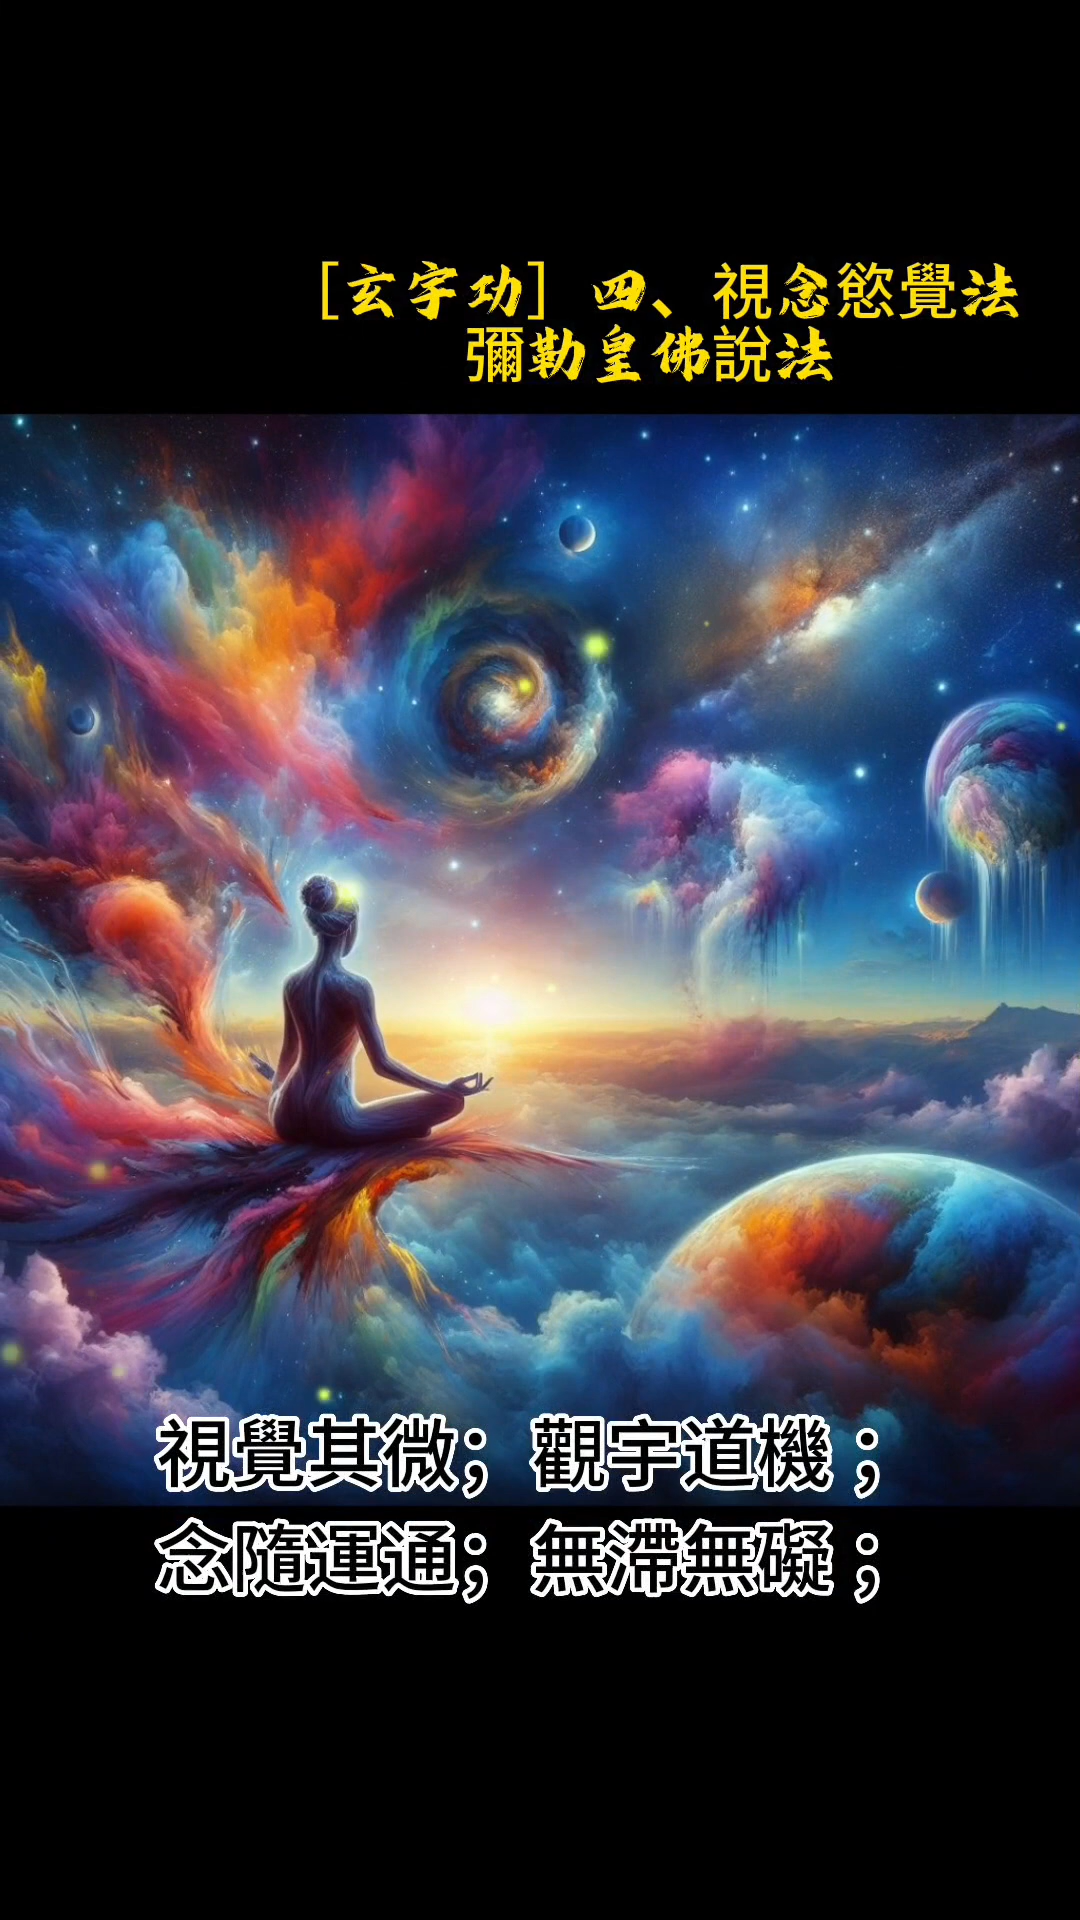 ［玄宇功］四、視念慾覺法
彌勒皇佛說法
視覺其微；觀宇道機；
念隨運通；無滯無礙；